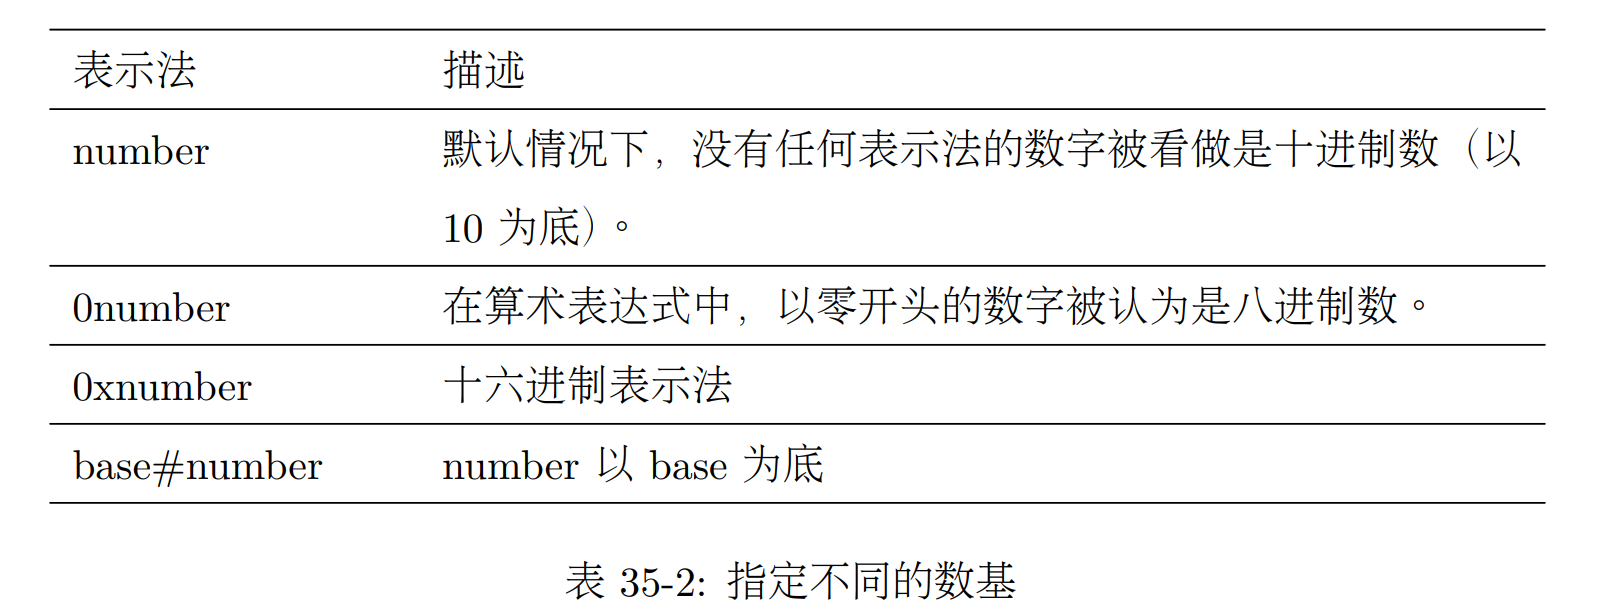 表示法 描述
number 默认情况下，没有任何表示法的数字被看做是十进制数（以
10 为底）。
0number 在算术表达式中，以零开头的数字被认为是八进制数。
0xnumber 十六进制表示法
base#number number 以 base 为底
表 35-2: 指定不同的数基